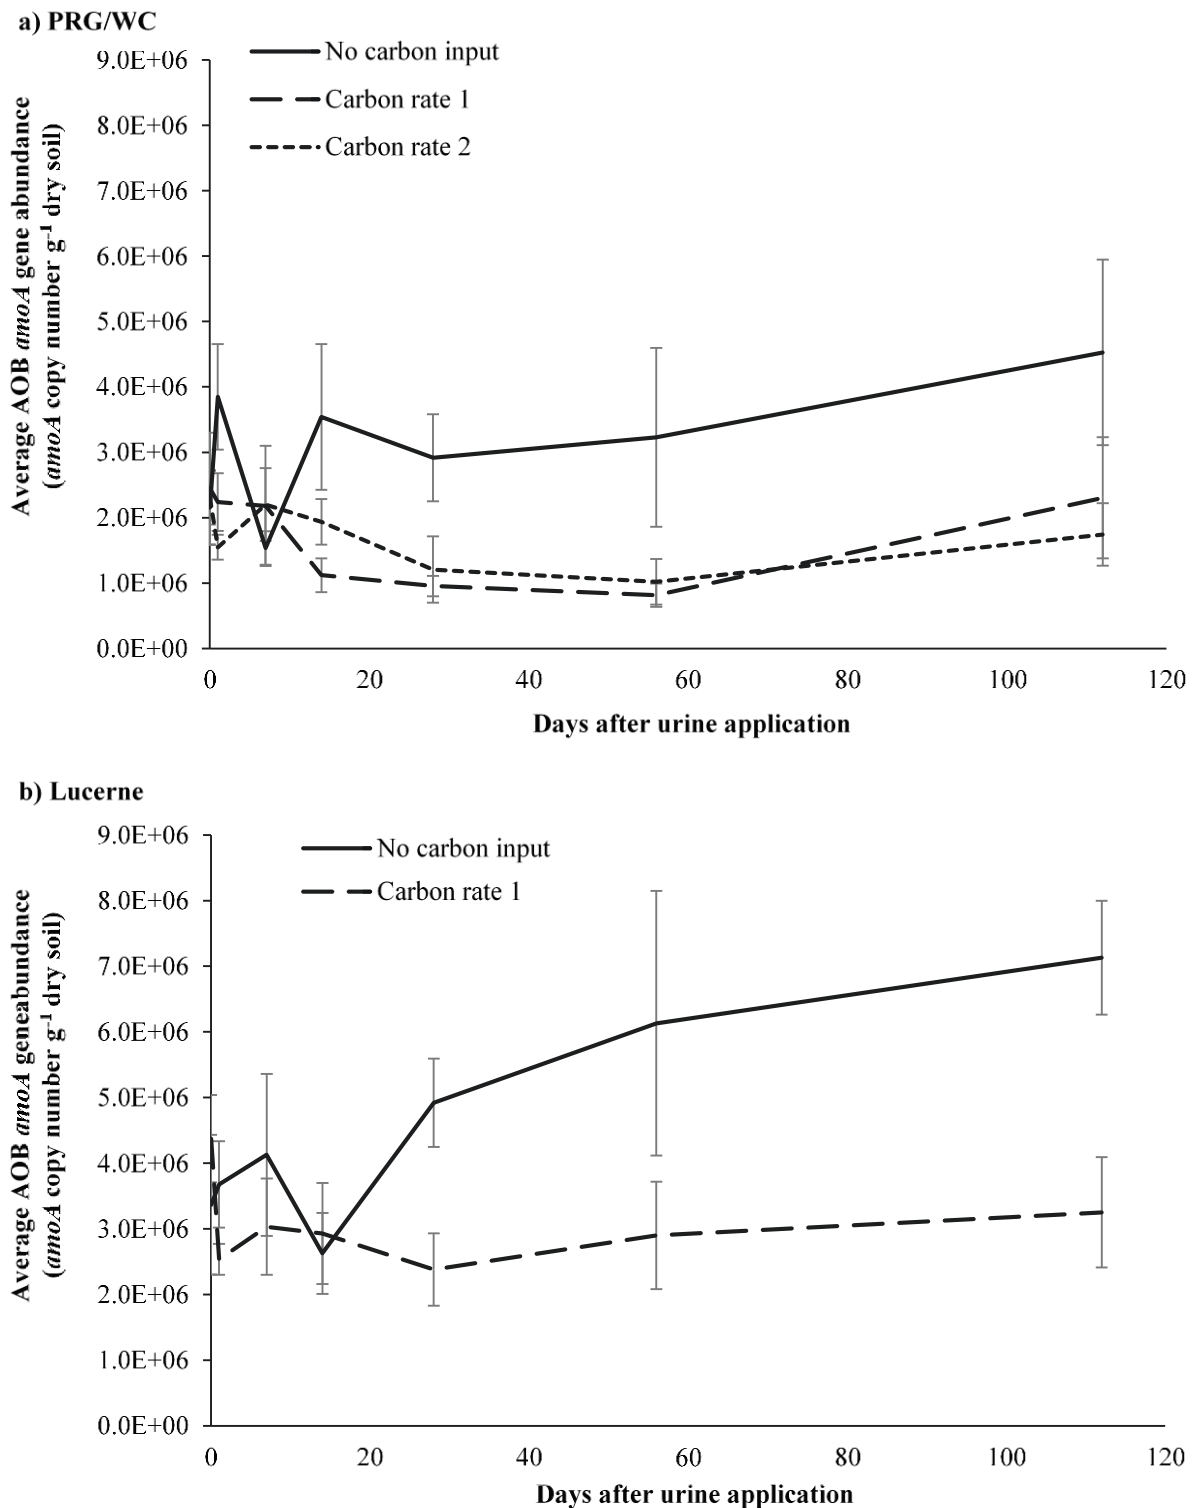 a) PRG/WC
No carbon input
Carbon rate 1
Carbon rate 2
9.0E+06
8.0E+06
7.0E+06
6.0E+06
5.0E+06
4.0E+06
3.0E+06
2.0E+06
1.0E+06
0.0E+00
Average AOB amoA gene abundance
(amoA copy number g⁻¹ dry soil)
0 20 40 60 80 100 120
Days after urine application
b) Lucerne
No carbon input
Carbon rate 1
9.0E+06
8.0E+06
7.0E+06
6.0E+06
5.0E+06
4.0E+06
3.0E+06
2.0E+06
1.0E+06
0.0E+00
Average AOB amoA geneabundance
(amoA copy number g⁻¹ dry soil)
0 20 40 60 80 100 120
Days after urine application